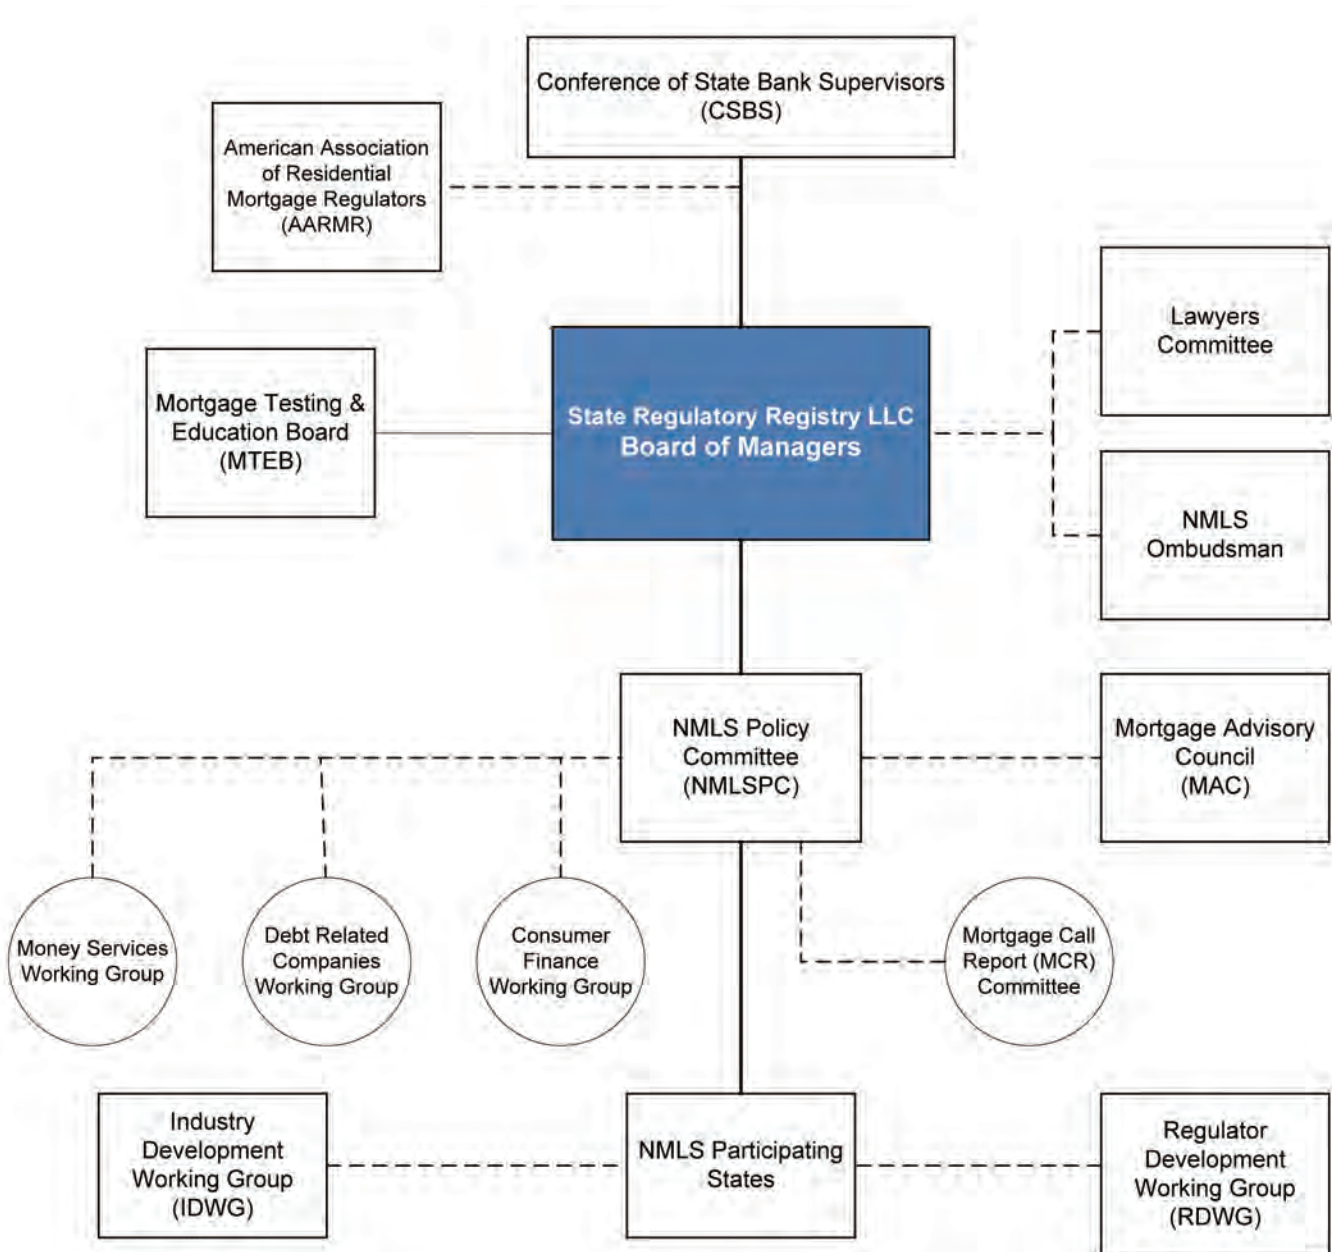 Conference of State Bank Supervisors
(CSBS)
American Association
of Residential
Mortgage Regulators
(AARMR)
Lawyers
Committee
Mortgage Testing &
Education Board
(MTEB)
State Regulatory Registry LLC
Board of Managers
NMLS
Ombudsman
NMLS Policy
Committee
(NMLSPC)
Mortgage Advisory
Council
(MAC)
Money Services
Working Group
Debt Related
Companies
Working Group
Consumer
Finance
Working Group
Mortgage Call
Report (MCR)
Committee
Industry
Development
Working Group
(IDWG)
NMLS Participating
States
Regulator
Development
Working Group
(RDWG)